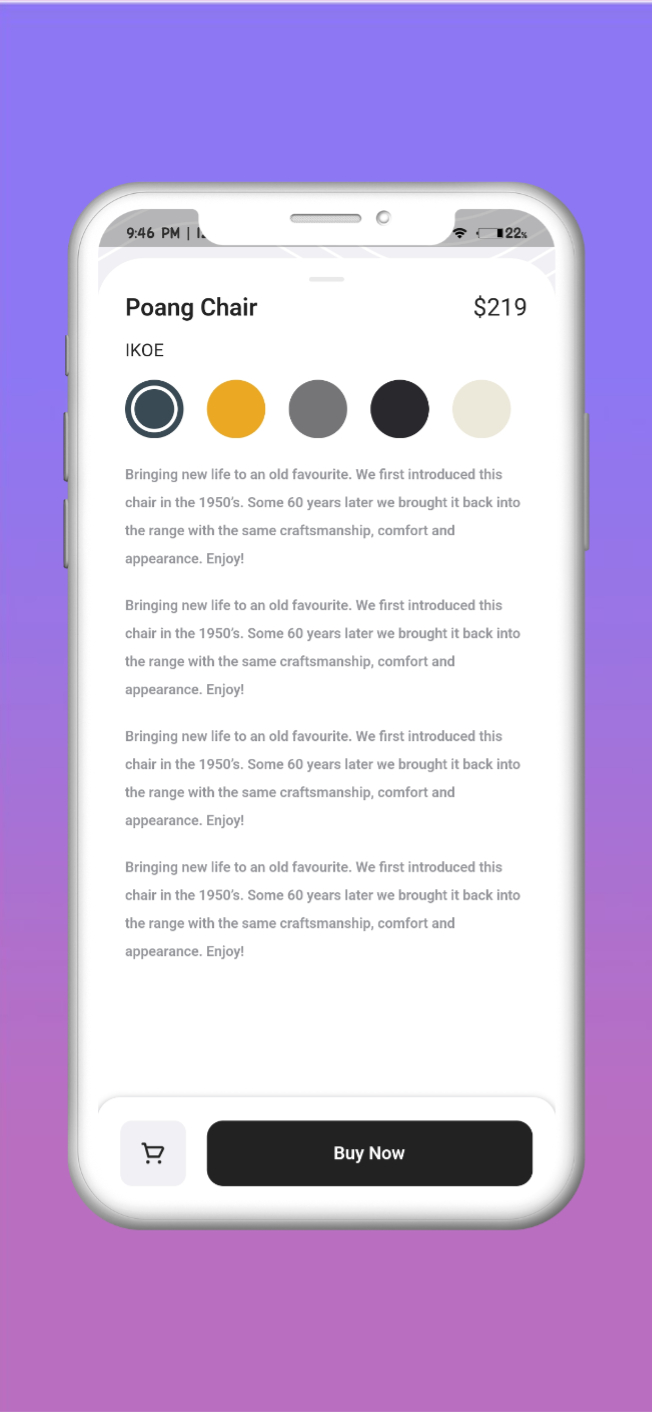 9:46 PM |
22%
Poang Chair
$219
IKOE
Bringing new life to an old favourite. We first introduced this
chair in the 1950's. Some 60 years later we brought it back into
the range with the same craftsmanship, comfort and
appearance. Enjoy!
Bringing new life to an old favourite. We first introduced this
chair in the 1950's. Some 60 years later we brought it back into
the range with the same craftsmanship, comfort and
appearance. Enjoy!
Bringing new life to an old favourite. We first introduced this
chair in the 1950's. Some 60 years later we brought it back into
the range with the same craftsmanship, comfort and
appearance. Enjoy!
Bringing new life to an old favourite. We first introduced this
chair in the 1950's. Some 60 years later we brought it back into
the range with the same craftsmanship, comfort and
appearance. Enjoy!
Buy Now